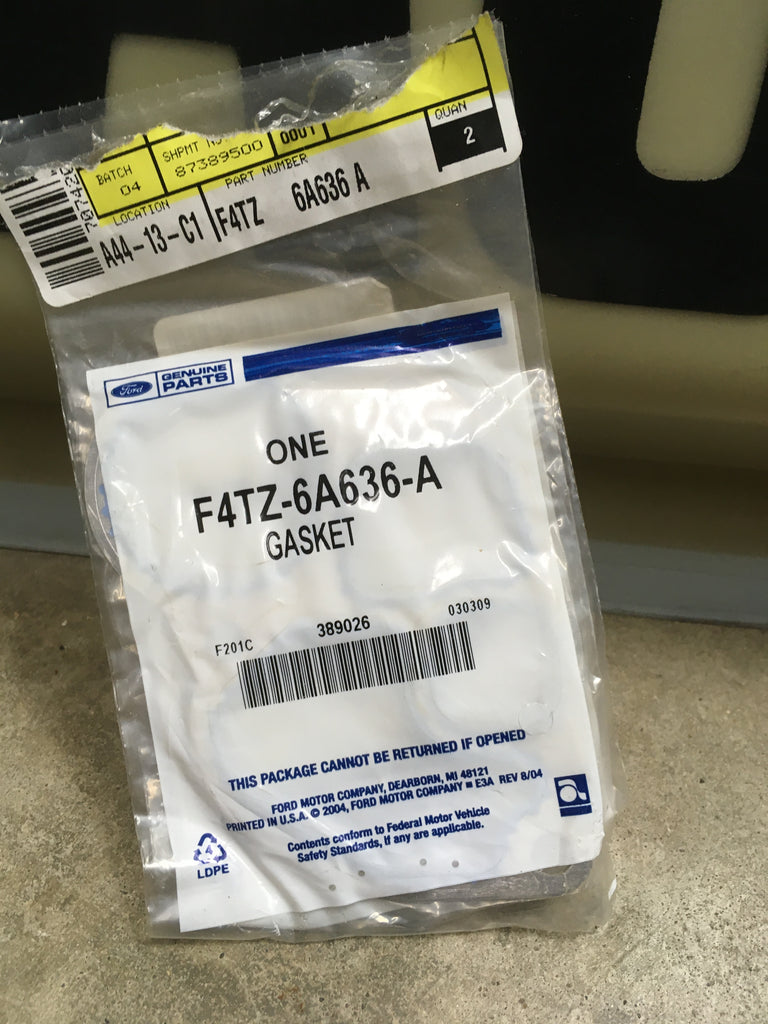 QUAN
2
SHPMT
0001
BATCH
04
87389500
PART NUMBER
LOCATION
A44-13-C1
F4TZ 6A636 A
Ford
GENUINE
PARTS
ONE
F4TZ-6A636-A
GASKET
F201C
389026
030309
THIS PACKAGE CANNOT BE RETURNED IF OPENED
FORD MOTOR COMPANY, DEARBORN, MI 48121
PRINTED IN U.S.A. © 2004, FORD MOTOR COMPANY ■ E3A REV 8/04
Contents conform to Federal Motor Vehicle
Safety Standards, if any are applicable.
4
LDPE